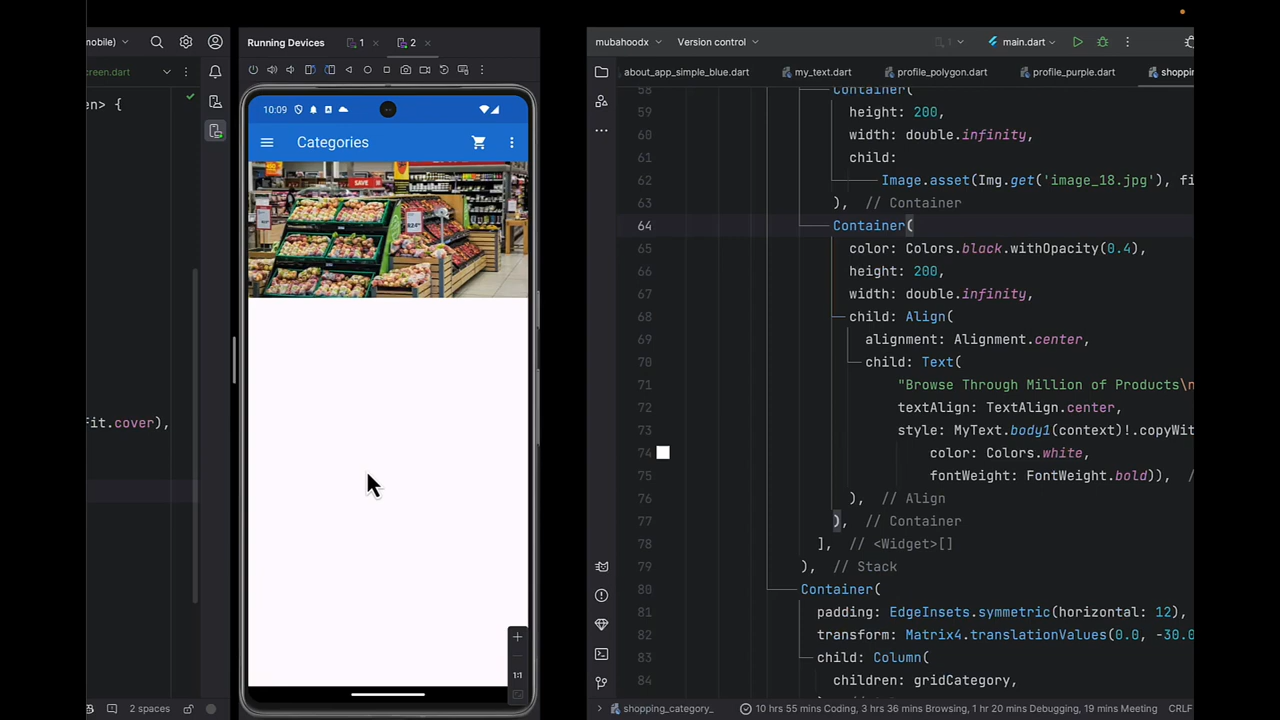 mobile)
creen.dart
en> {
Fit.cover),
2 spaces
Running Devices
1
2
10:09
Categories
SAVE
1:1
mubahoodx
Version control
1
main.dart
about_app_simple_blue.dart
my_text.dart
profile_polygon.dart
profile_purple.dart
shoppin
58 Container(
59 height: 200,
60 width: double.infinity,
61 child:
62 Image.asset(Img.get('image_18.jpg'), fi
63 ), // Container
64 Container(
65 color: Colors.black.withOpacity(0.4),
66 height: 200,
67 width: double.infinity,
68 child: Align(
69 alignment: Alignment.center,
70 child: Text(
71 "Browse Through Million of Products\n
72 textAlign: TextAlign.center,
73 style: MyText.body1(context)!.copyWit
74 color: Colors.white,
75 fontWeight: FontWeight.bold)), /
76 ), // Align
77 ), // Container
78 ], // <Widget>[]
79 ), // Stack
80 Container(
81 padding: EdgeInsets.symmetric(horizontal: 12),
82 transform: Matrix4.translationValues(0.0, -30.0
83 child: Column(
84 children: gridCategory,
shopping_category_
10 hrs 55 mins Coding, 3 hrs 36 mins Browsing, 1 hr 20 mins Debugging, 19 mins Meeting
CRLF